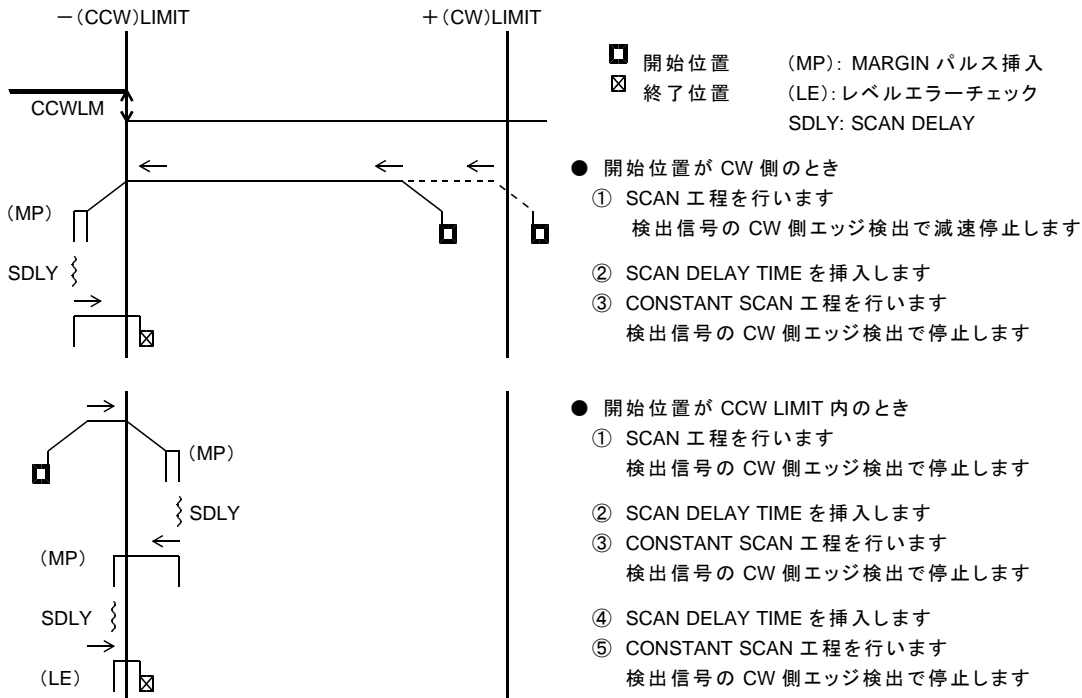 －(CCW)LIMIT
＋(CW)LIMIT
CCWLM
開始位置 (MP): MARGIN パルス挿入
終了位置 (LE):レベルエラーチェック
SDLY: SCAN DELAY
(MP)
SDLY
● 開始位置が CW 側のとき
① SCAN 工程を行います
検出信号の CW 側エッジ検出で減速停止します
② SCAN DELAY TIME を挿入します
③ CONSTANT SCAN 工程を行います
検出信号の CW 側エッジ検出で停止します
(MP)
SDLY
(MP)
SDLY
(LE)
● 開始位置が CCW LIMIT 内のとき
① SCAN 工程を行います
検出信号の CW 側エッジ検出で停止します
② SCAN DELAY TIME を挿入します
③ CONSTANT SCAN 工程を行います
検出信号の CW 側エッジ検出で停止します
④ SCAN DELAY TIME を挿入します
⑤ CONSTANT SCAN 工程を行います
検出信号の CW 側エッジ検出で停止します